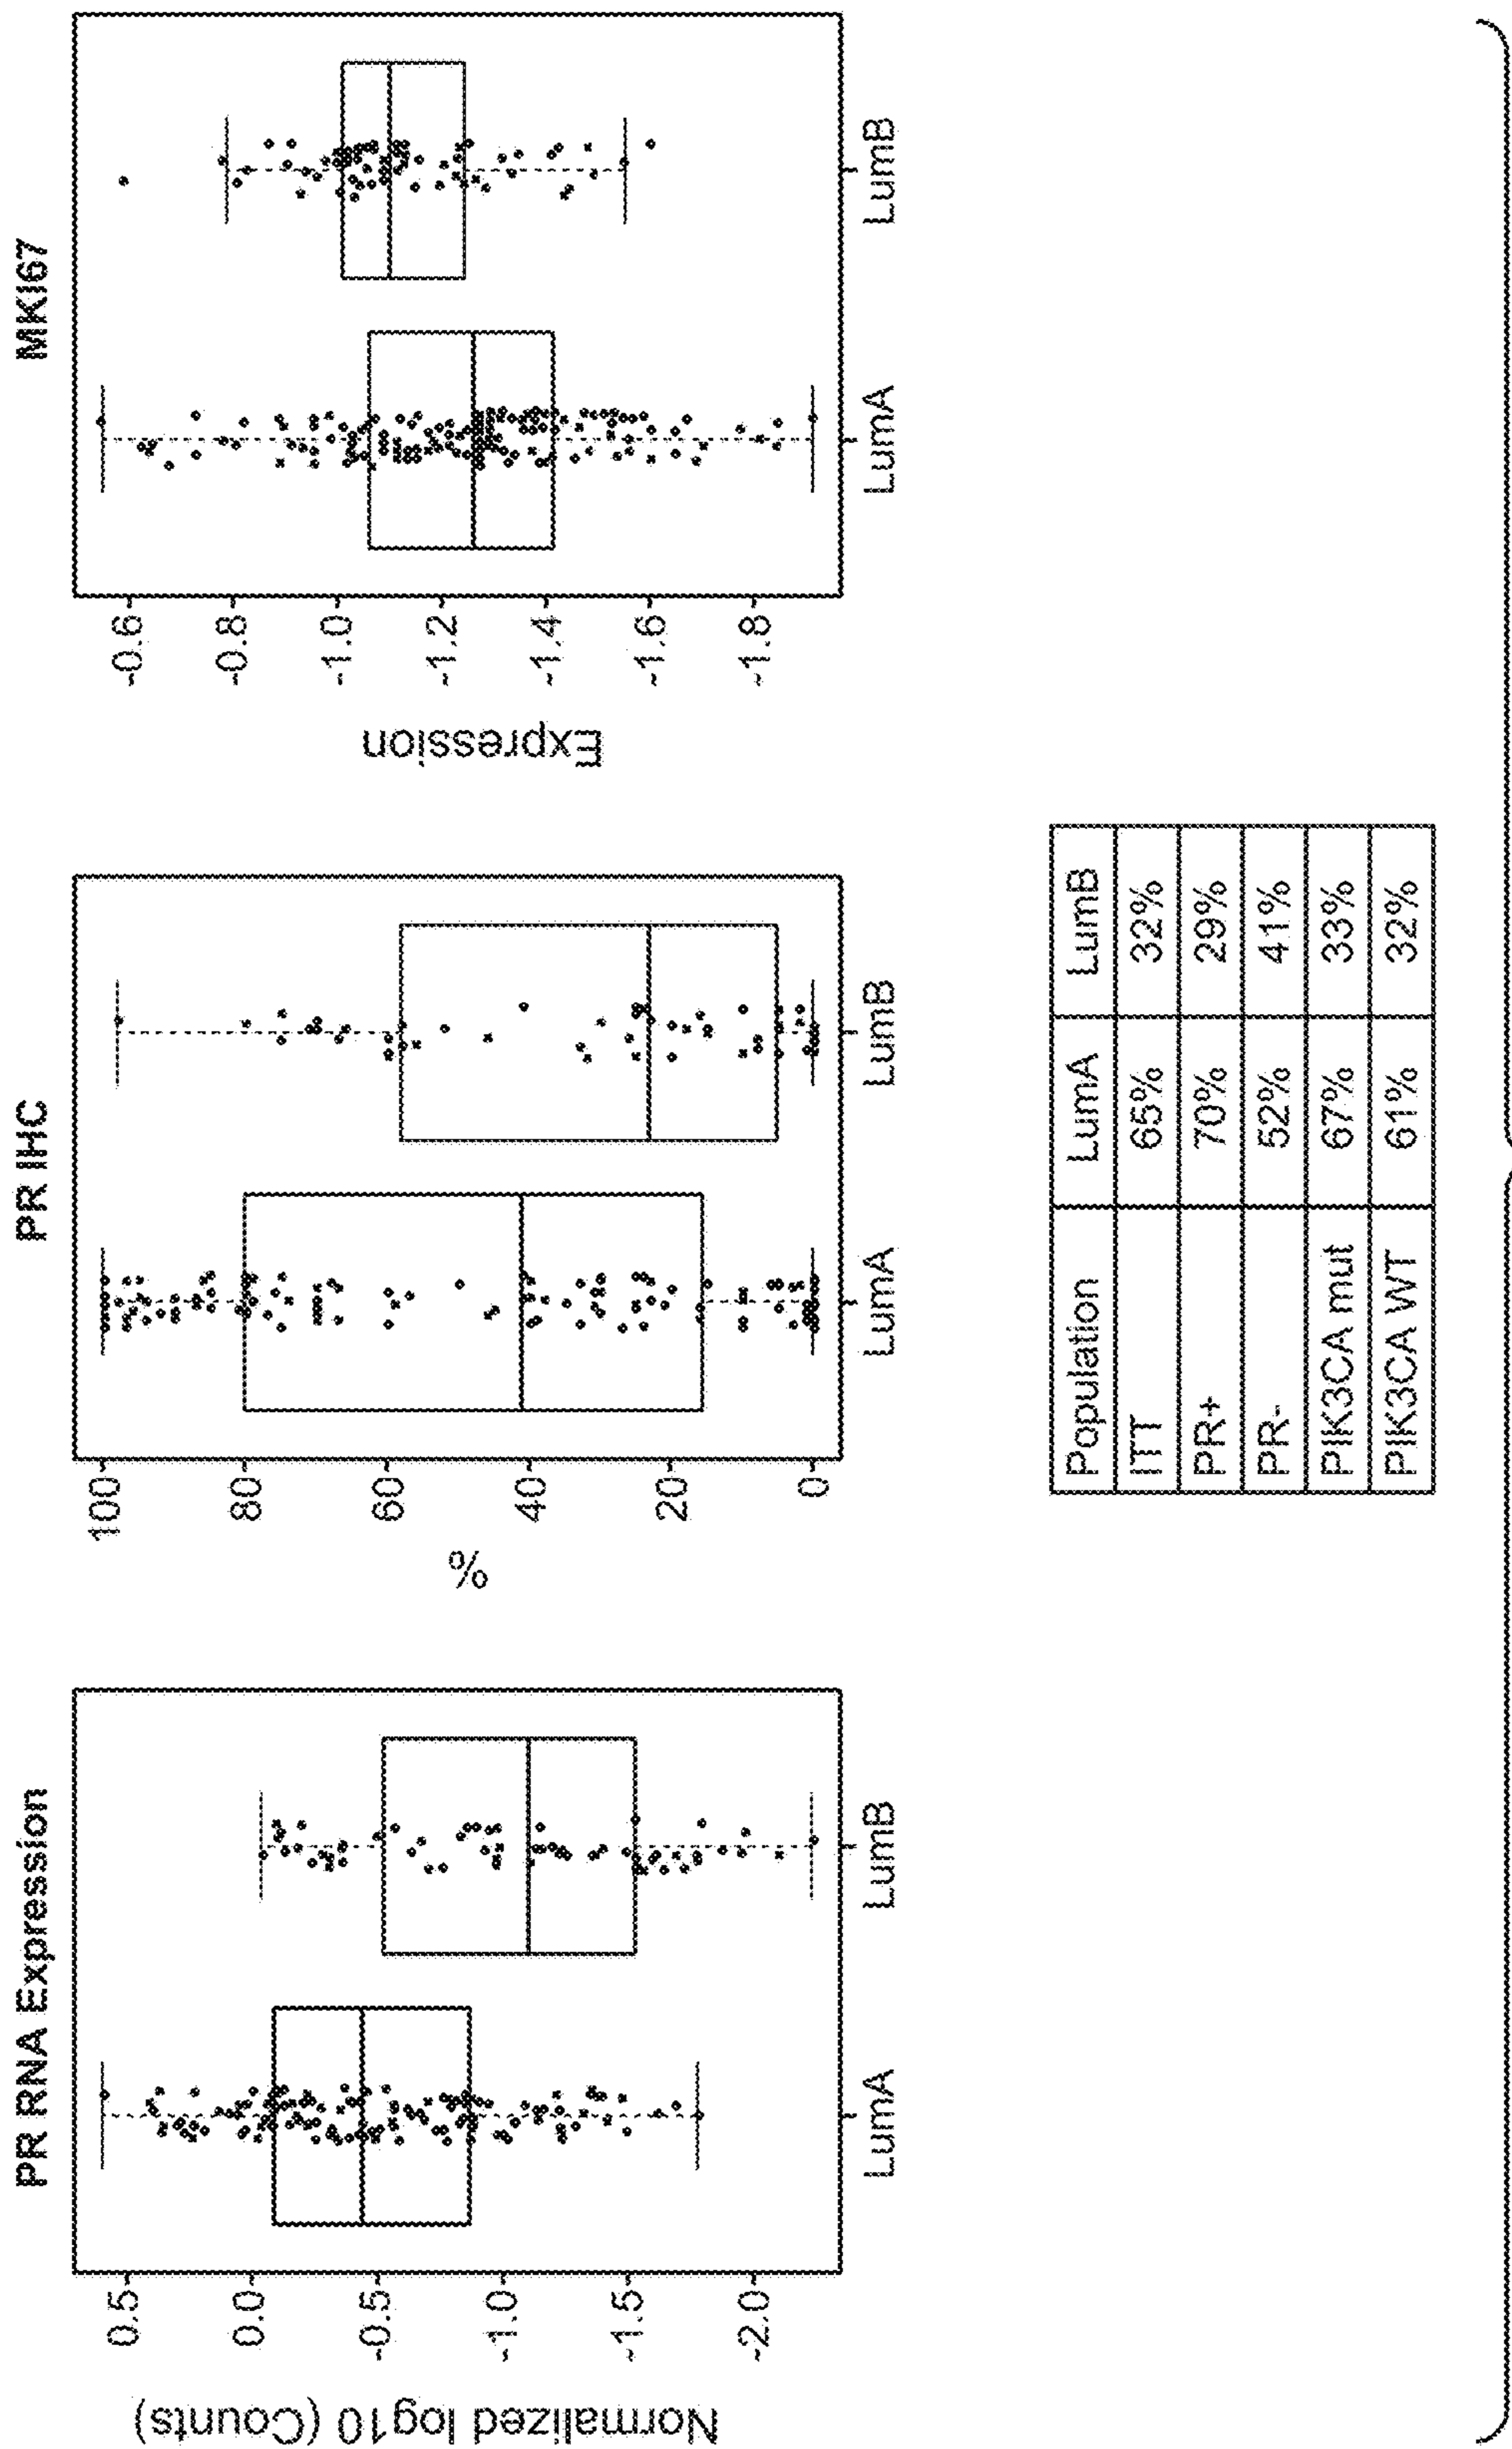 PR RNA Expression
Normalized log10 (Counts)
0.5
0.0
-0.5
-1.0
-1.5
-2.0
LumA LumB
PR IHC
%
100
80
60
40
20
0
LumA LumB
MKI67
Expression
-0.6
-0.8
-1.0
-1.2
-1.4
-1.6
-1.8
LumA LumB
Population LumA LumB
ITT 65% 32%
PR+ 70% 29%
PR- 52% 41%
PIK3CA mut 67% 33%
PIK3CA WT 61% 32%